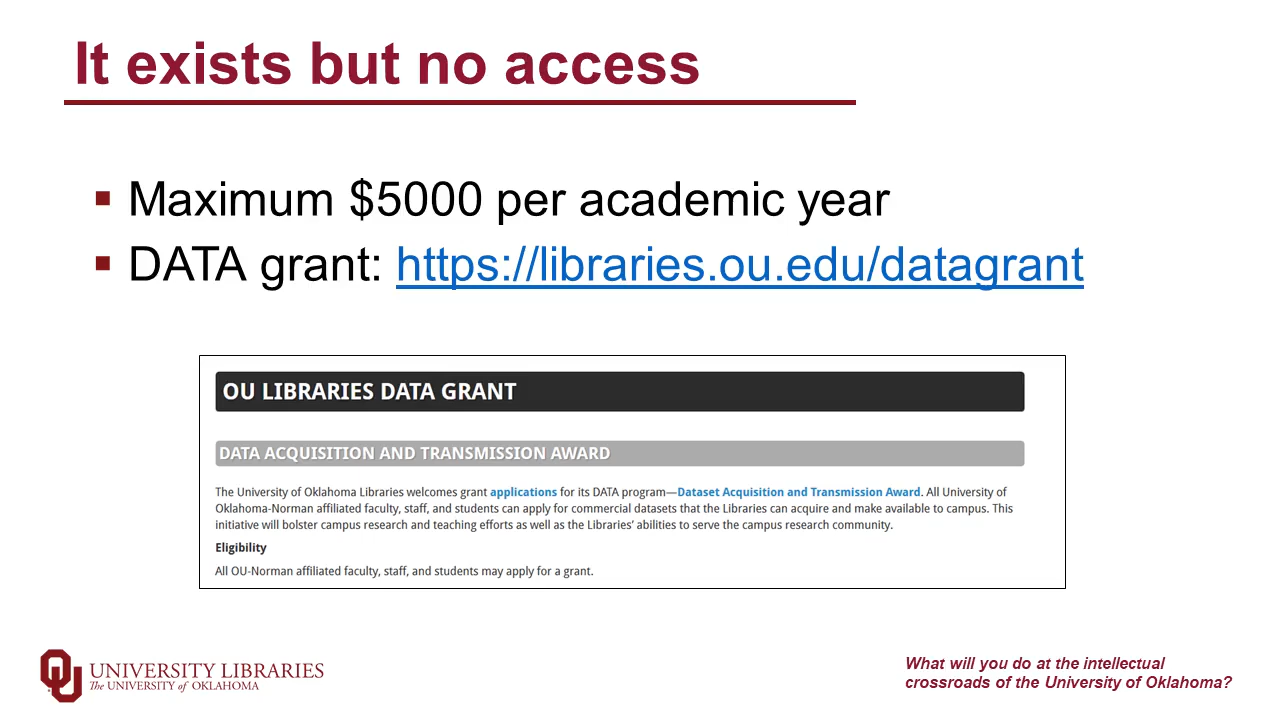 It exists but no access
Maximum $5000 per academic year
DATA grant: https://libraries.ou.edu/datagrant
OU LIBRARIES DATA GRANT
DATA ACQUISITION AND TRANSMISSION AWARD
The University of Oklahoma Libraries welcomes grant applications for its DATA program—Dataset Acquisition and Transmission Award. All University of
Oklahoma-Norman affiliated faculty, staff, and students can apply for commercial datasets that the Libraries can acquire and make available to campus. This
initiative will bolster campus research and teaching efforts as well as the Libraries’ abilities to serve the campus research community.
Eligibility
All OU-Norman affiliated faculty, staff, and students may apply for a grant.
OU
UNIVERSITY LIBRARIES
The UNIVERSITY of OKLAHOMA
What will you do at the intellectual
crossroads of the University of Oklahoma?